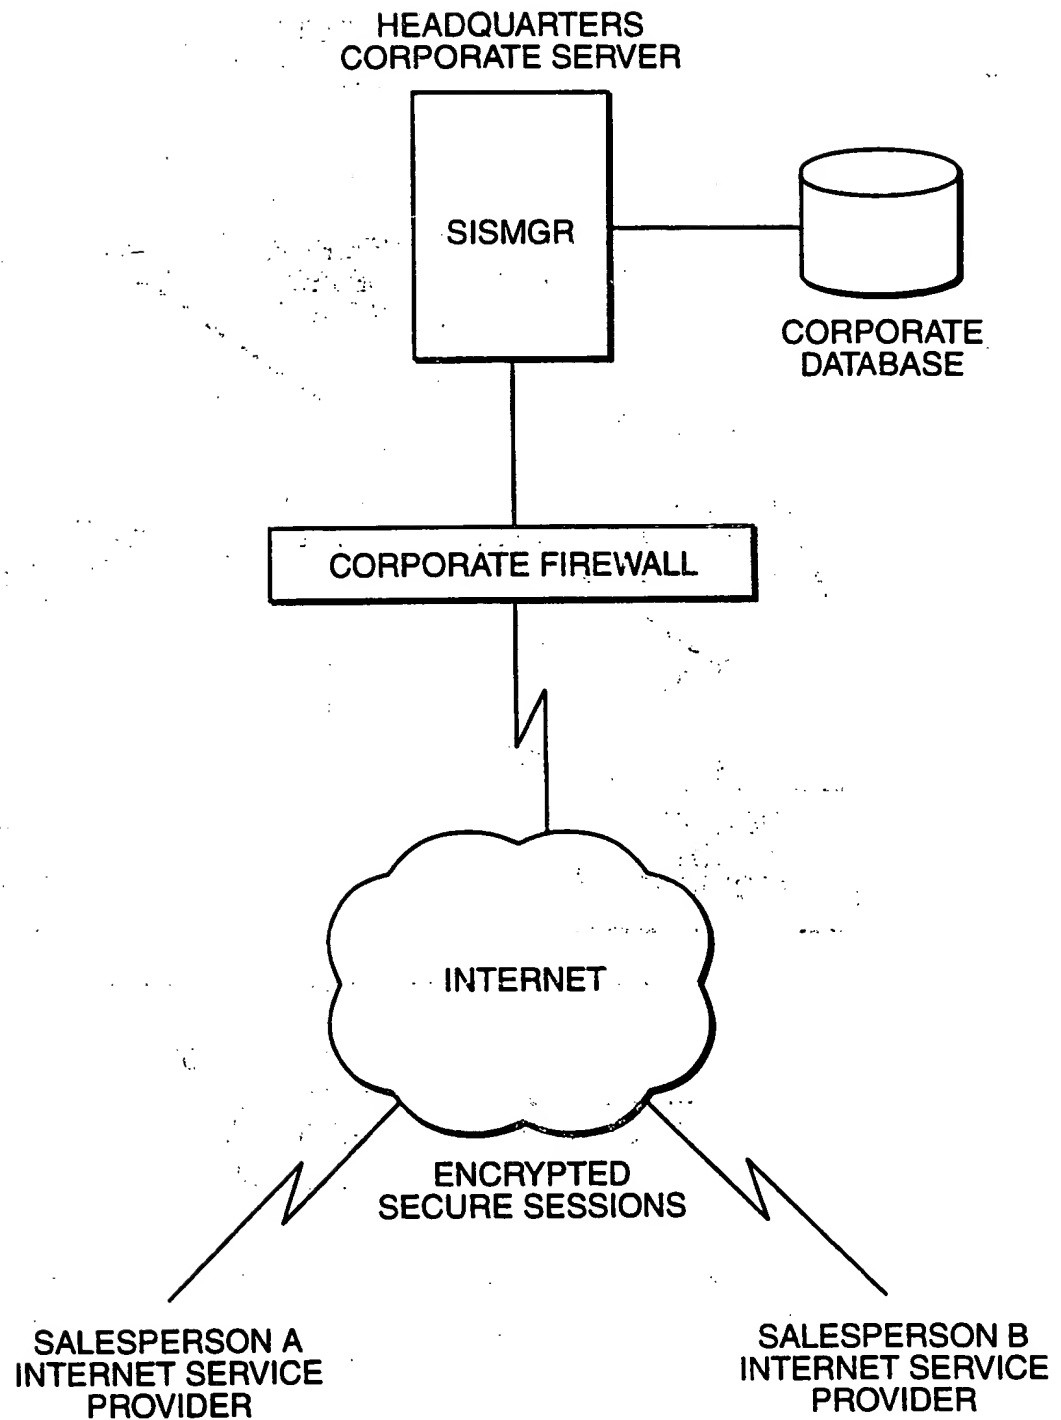 HEADQUARTERS
CORPORATE SERVER
SISMGR
CORPORATE
DATABASE
CORPORATE FIREWALL
INTERNET
ENCRYPTED
SECURE SESSIONS
SALESPERSON A
INTERNET SERVICE
PROVIDER
SALESPERSON B
INTERNET SERVICE
PROVIDER